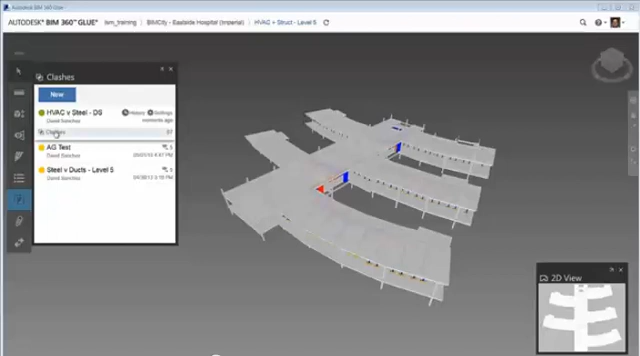 Autodesk® BIM 360™ Glue®
AUTODESK® BIM 360™ GLUE® bim_training BIMCity - Eastside Hospital (Imperial) HVAC + Struct - Level 5
Clashes
New
HVAC v Steel - DS History Settings
David Sanchez moments ago
Clashes
AG Test
David Sanchez
Steel v Ducts - Level 5
David Sanchez
2D View